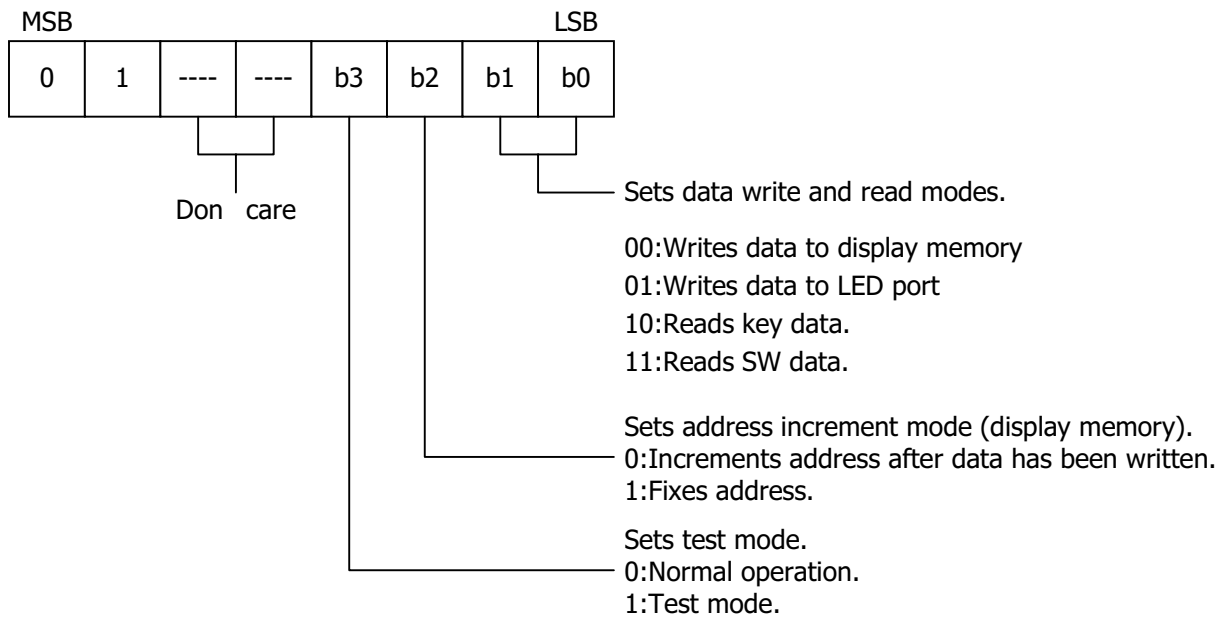 MSB LSB
0 1 ---- ---- b3 b2 b1 b0
Don care
Sets data write and read modes.
00:Writes data to display memory
01:Writes data to LED port
10:Reads key data.
11:Reads SW data.
Sets address increment mode (display memory).
0:Increments address after data has been written.
1:Fixes address.
Sets test mode.
0:Normal operation.
1:Test mode.